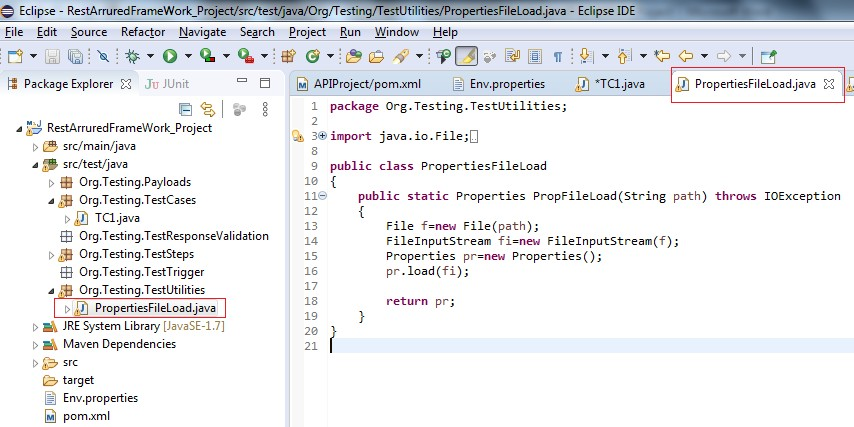 Eclipse - RestArruredFrameWork_Project/src/test/java/Org/Testing/TestUtilities/PropertiesFileLoad.java - Eclipse IDE
File Edit Source Refactor Navigate Search Project Run Window Help
Package Explorer JUnit
APIProject/pom.xml Env.properties *TC1.java PropertiesFileLoad.java
RestArruredFrameWork_Project
src/main/java
src/test/java
Org.Testing.Payloads
Org.Testing.TestCases
TC1.java
Org.Testing.TestResponseValidation
Org.Testing.TestSteps
Org.Testing.TestTrigger
Org.Testing.TestUtilities
PropertiesFileLoad.java
JRE System Library [JavaSE-1.7]
Maven Dependencies
src
target
Env.properties
pom.xml
1 package Org.Testing.TestUtilities;
2
3 import java.io.File;
8
9 public class PropertiesFileLoad
10 {
11 public static Properties PropFileLoad(String path) throws IOException
12 {
13 File f=new File(path);
14 FileInputStream fi=new FileInputStream(f);
15 Properties pr=new Properties();
16 pr.load(fi);
17
18 return pr;
19 }
20 }
21